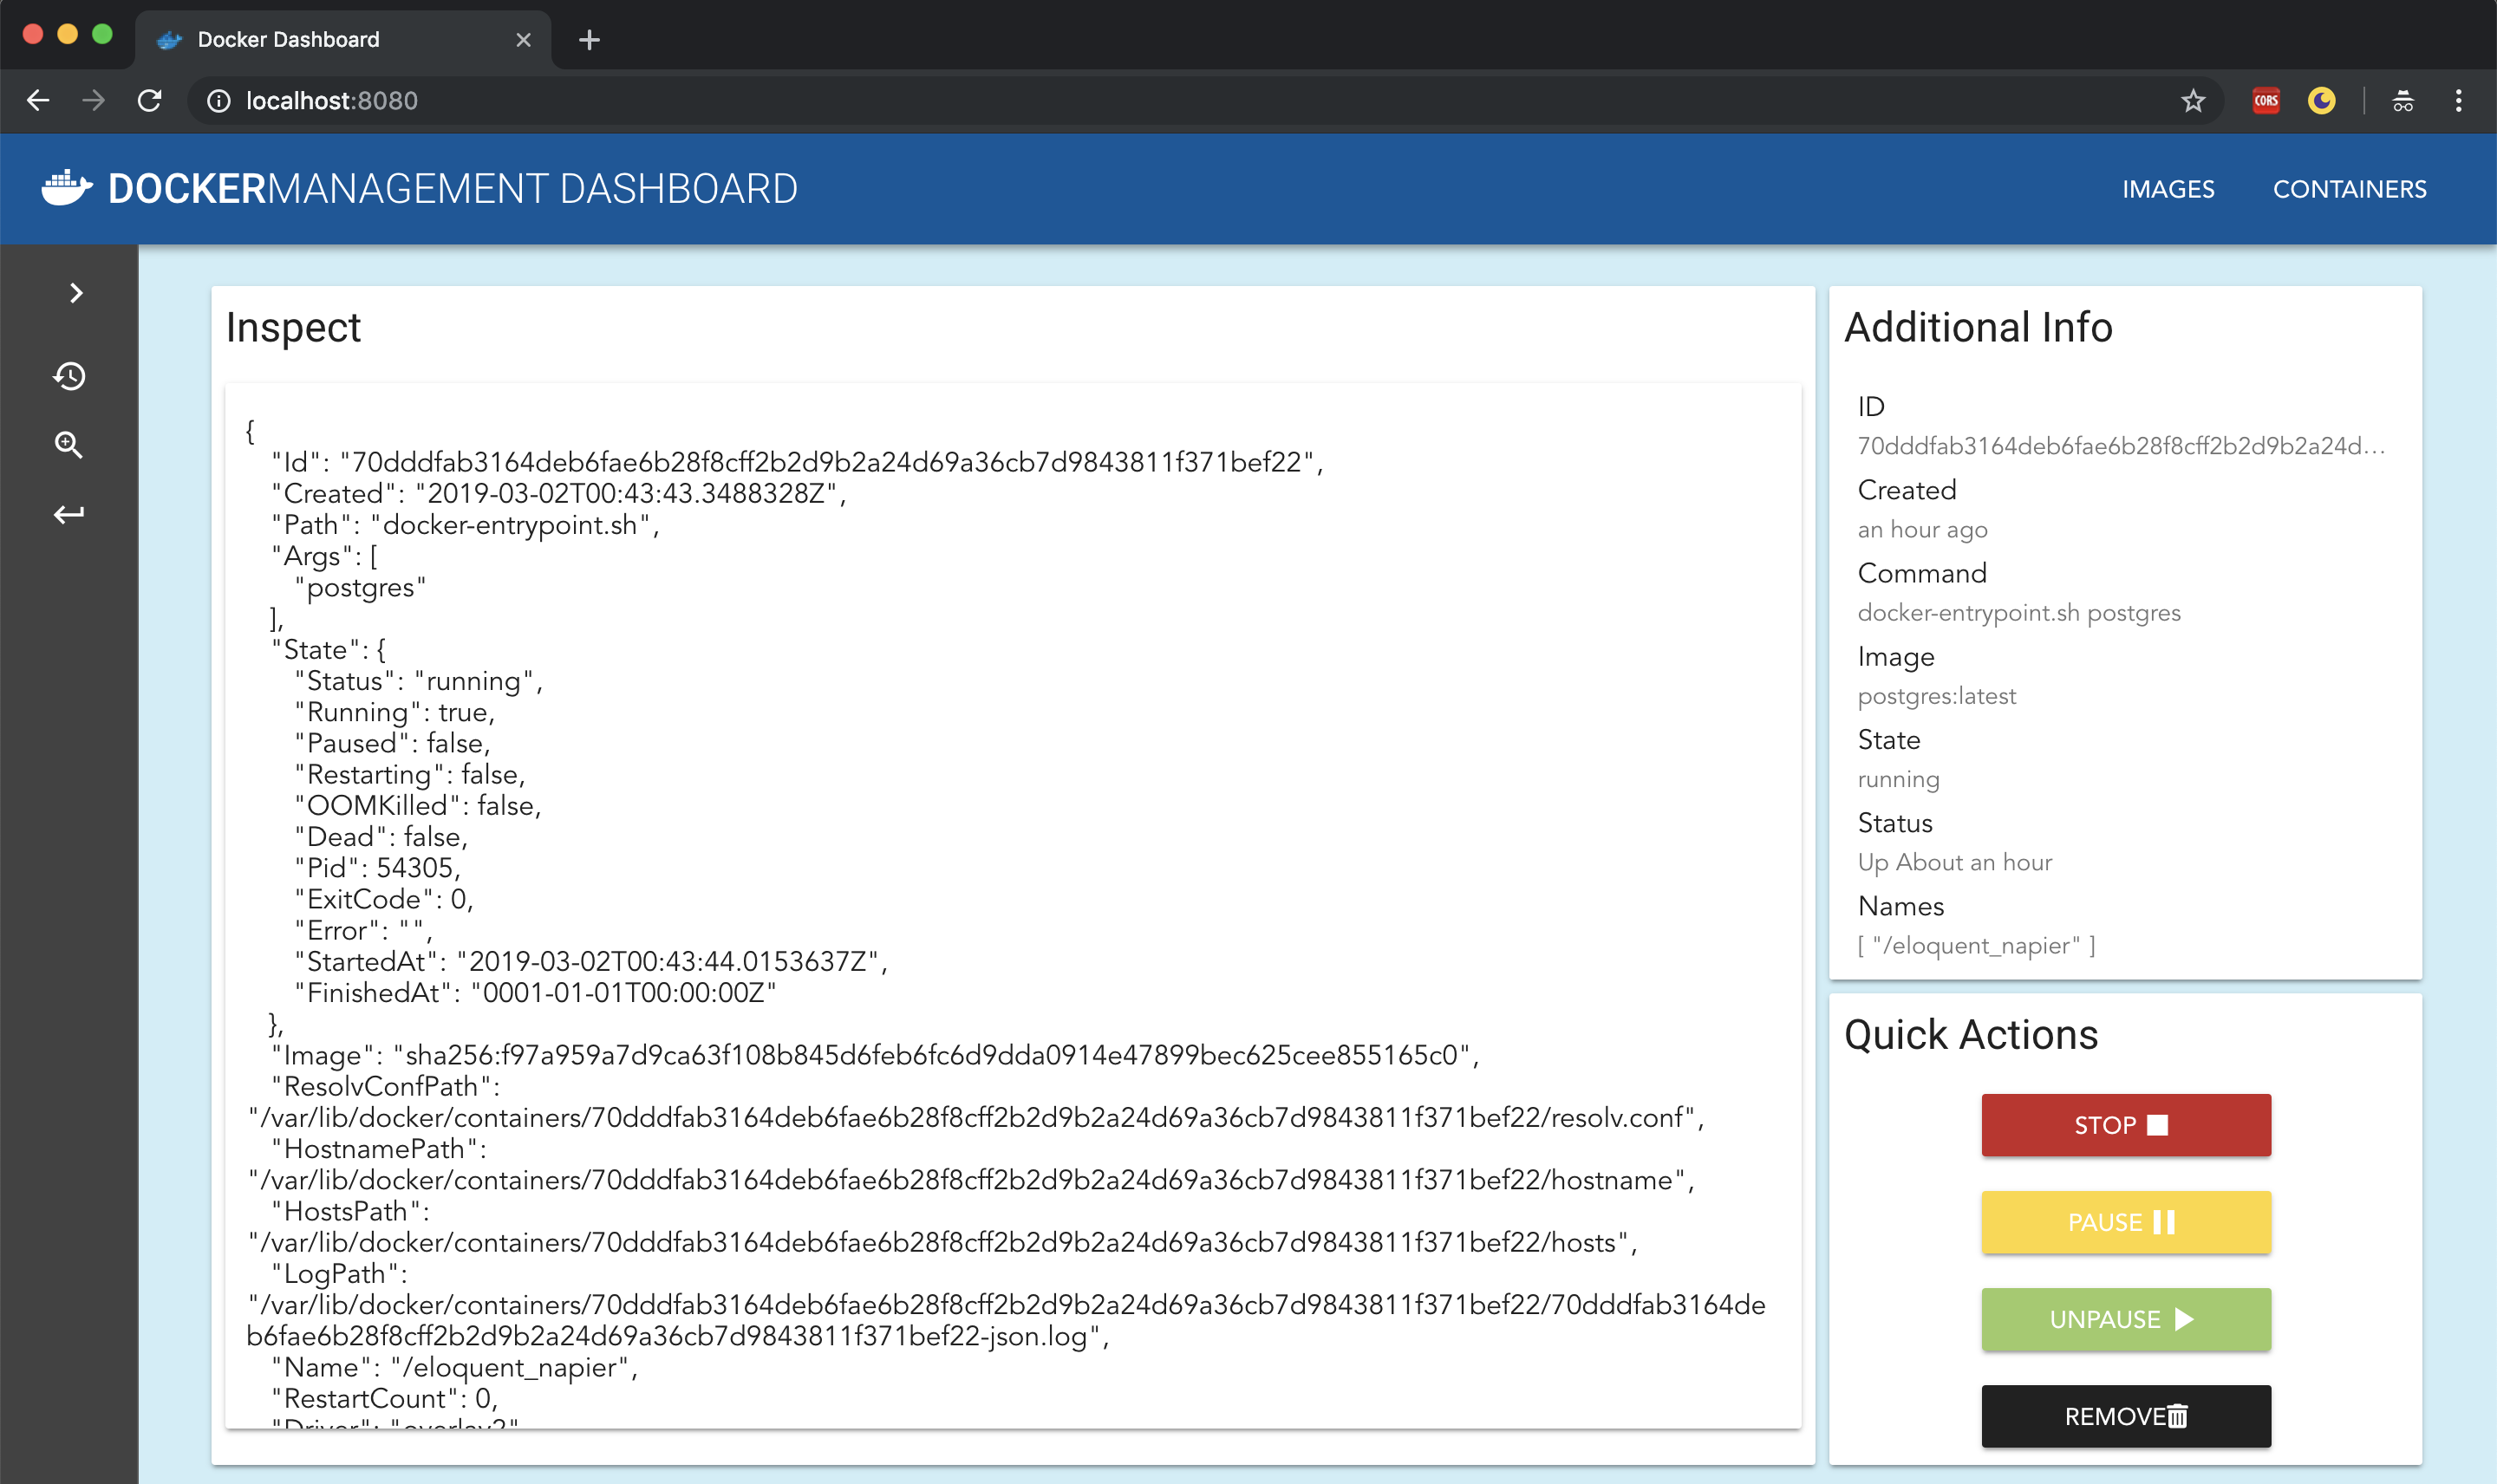 Docker Dashboard
localhost:8080
CORS
DOCKERMANAGEMENT DASHBOARD
IMAGES
CONTAINERS
Inspect
{
"Id": "70dddfab3164deb6fae6b28f8cff2b2d9b2a24d69a36cb7d9843811f371bef22",
"Created": "2019-03-02T00:43:43.3488328Z",
"Path": "docker-entrypoint.sh",
"Args": [
"postgres"
],
"State": {
"Status": "running",
"Running": true,
"Paused": false,
"Restarting": false,
"OOMKilled": false,
"Dead": false,
"Pid": 54305,
"ExitCode": 0,
"Error": "",
"StartedAt": "2019-03-02T00:43:44.0153637Z",
"FinishedAt": "0001-01-01T00:00:00Z"
},
"Image": "sha256:f97a959a7d9ca63f108b845d6feb6fc6d9dda0914e47899bec625cee855165c0",
"ResolvConfPath":
"/var/lib/docker/containers/70dddfab3164deb6fae6b28f8cff2b2d9b2a24d69a36cb7d9843811f371bef22/resolv.conf",
"HostnamePath":
"/var/lib/docker/containers/70dddfab3164deb6fae6b28f8cff2b2d9b2a24d69a36cb7d9843811f371bef22/hostname",
"HostsPath":
"/var/lib/docker/containers/70dddfab3164deb6fae6b28f8cff2b2d9b2a24d69a36cb7d9843811f371bef22/hosts",
"LogPath":
"/var/lib/docker/containers/70dddfab3164deb6fae6b28f8cff2b2d9b2a24d69a36cb7d9843811f371bef22/70dddfab3164de
b6fae6b28f8cff2b2d9b2a24d69a36cb7d9843811f371bef22-json.log",
"Name": "/eloquent_napier",
"RestartCount": 0,
"Driver": "overlay2"
Additional Info
ID
70dddfab3164deb6fae6b28f8cff2b2d9b2a24d...
Created
an hour ago
Command
docker-entrypoint.sh postgres
Image
postgres:latest
State
running
Status
Up About an hour
Names
[ "/eloquent_napier" ]
Quick Actions
STOP
PAUSE
UNPAUSE
REMOVE